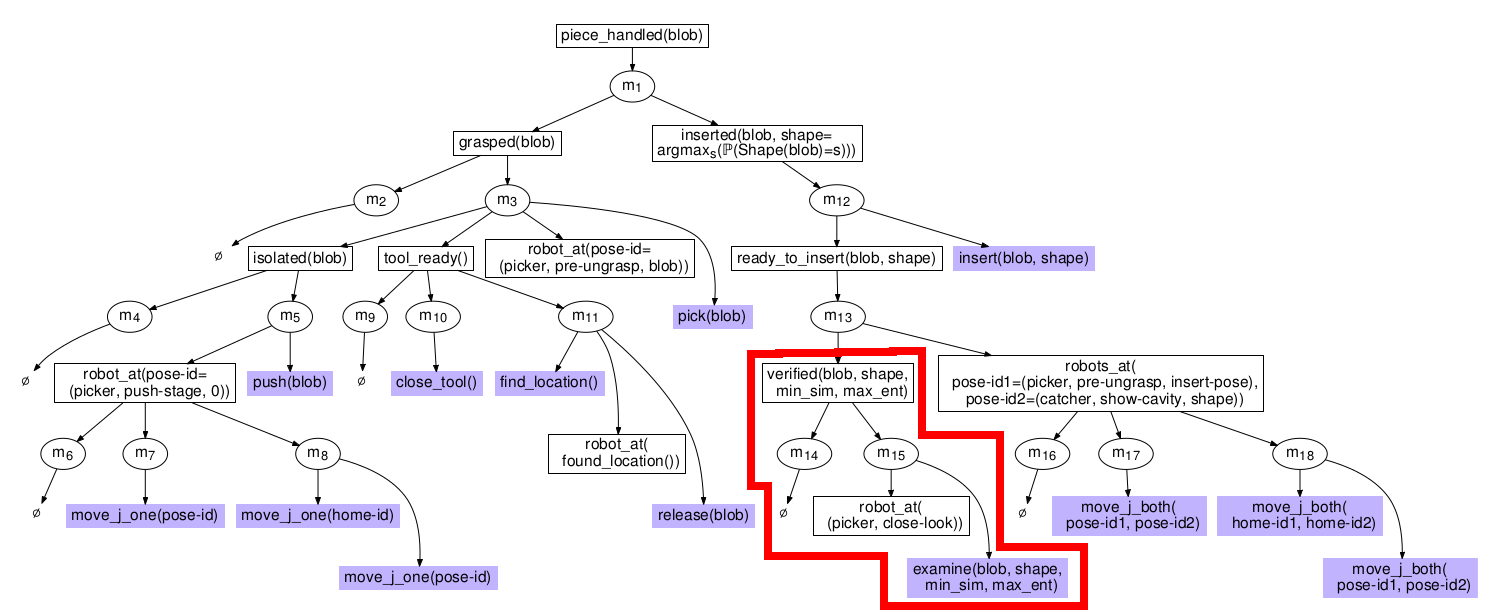 piece_handled(blob)
m1
grasped(blob)
inserted(blob, shape=
argmaxs(ℙ(Shape(blob)=s)))
m2
m3
m12
∅
isolated(blob)
tool_ready()
robot_at(pose-id=
(picker, pre-ungrasp, blob))
ready_to_insert(blob, shape)
insert(blob, shape)
m4
m5
m9
m10
m11
pick(blob)
m13
∅
robot_at(pose-id=
(picker, push-stage, 0))
push(blob)
∅
close_tool()
find_location()
verified(blob, shape,
min_sim, max_ent)
robots_at(
pose-id1=(picker, pre-ungrasp, insert-pose),
pose-id2=(catcher, show-cavity, shape))
m6
m7
m8
robot_at(
found_location())
m14
m15
m16
m17
m18
∅
move_j_one(pose-id)
move_j_one(home-id)
release(blob)
∅
robot_at(
(picker, close-look))
∅
move_j_both(
pose-id1, pose-id2)
move_j_both(
home-id1, home-id2)
move_j_one(pose-id)
examine(blob, shape,
min_sim, max_ent)
move_j_both(
pose-id1, pose-id2)